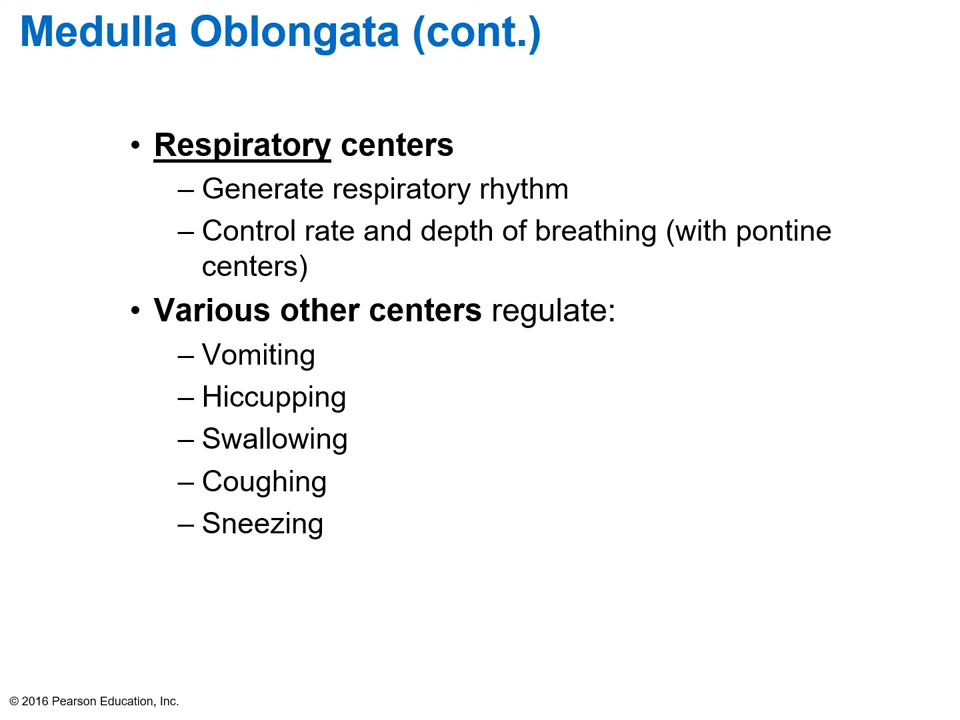 Medulla Oblongata (cont.)
• Respiratory centers
– Generate respiratory rhythm
– Control rate and depth of breathing (with pontine
centers)
• Various other centers regulate:
– Vomiting
– Hiccupping
– Swallowing
– Coughing
– Sneezing
© 2016 Pearson Education, Inc.